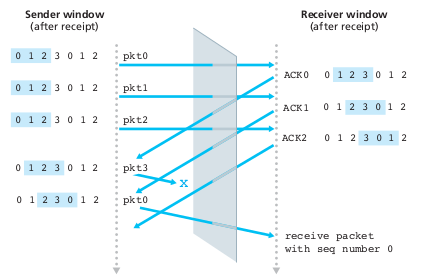 Sender window
(after receipt)
Receiver window
(after receipt)
0 1 2 3 0 1 2
pkt0
ACK0
0 1 2 3 0 1 2
0 1 2 3 0 1 2
pkt1
ACK1
0 1 2 3 0 1 2
0 1 2 3 0 1 2
pkt2
ACK2
0 1 2 3 0 1 2
0 1 2 3 0 1 2
pkt3
X
0 1 2 3 0 1 2
pkt0
receive packet
with seq number 0